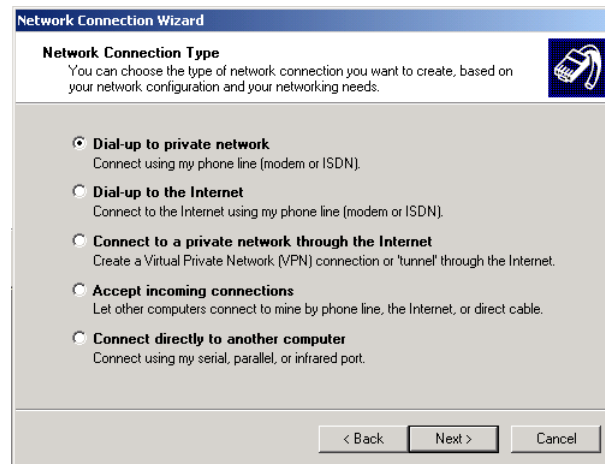 Network Connection Wizard
Network Connection Type
You can choose the type of network connection you want to create, based on
your network configuration and your networking needs.
Dial-up to private network
Connect using my phone line (modem or ISDN).
Dial-up to the Internet
Connect to the Internet using my phone line (modem or ISDN).
Connect to a private network through the Internet
Create a Virtual Private Network (VPN) connection or 'tunnel' through the Internet.
Accept incoming connections
Let other computers connect to mine by phone line, the Internet, or direct cable.
Connect directly to another computer
Connect using my serial, parallel, or infrared port.
< Back Next > Cancel